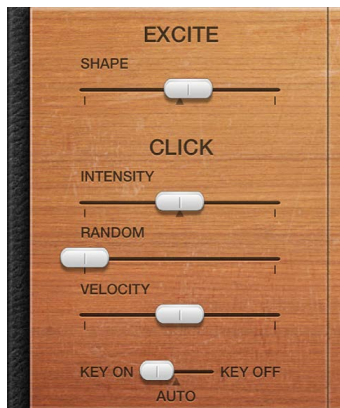 EXCITE
SHAPE
CLICK
INTENSITY
RANDOM
VELOCITY
KEY ON KEY OFF
AUTO